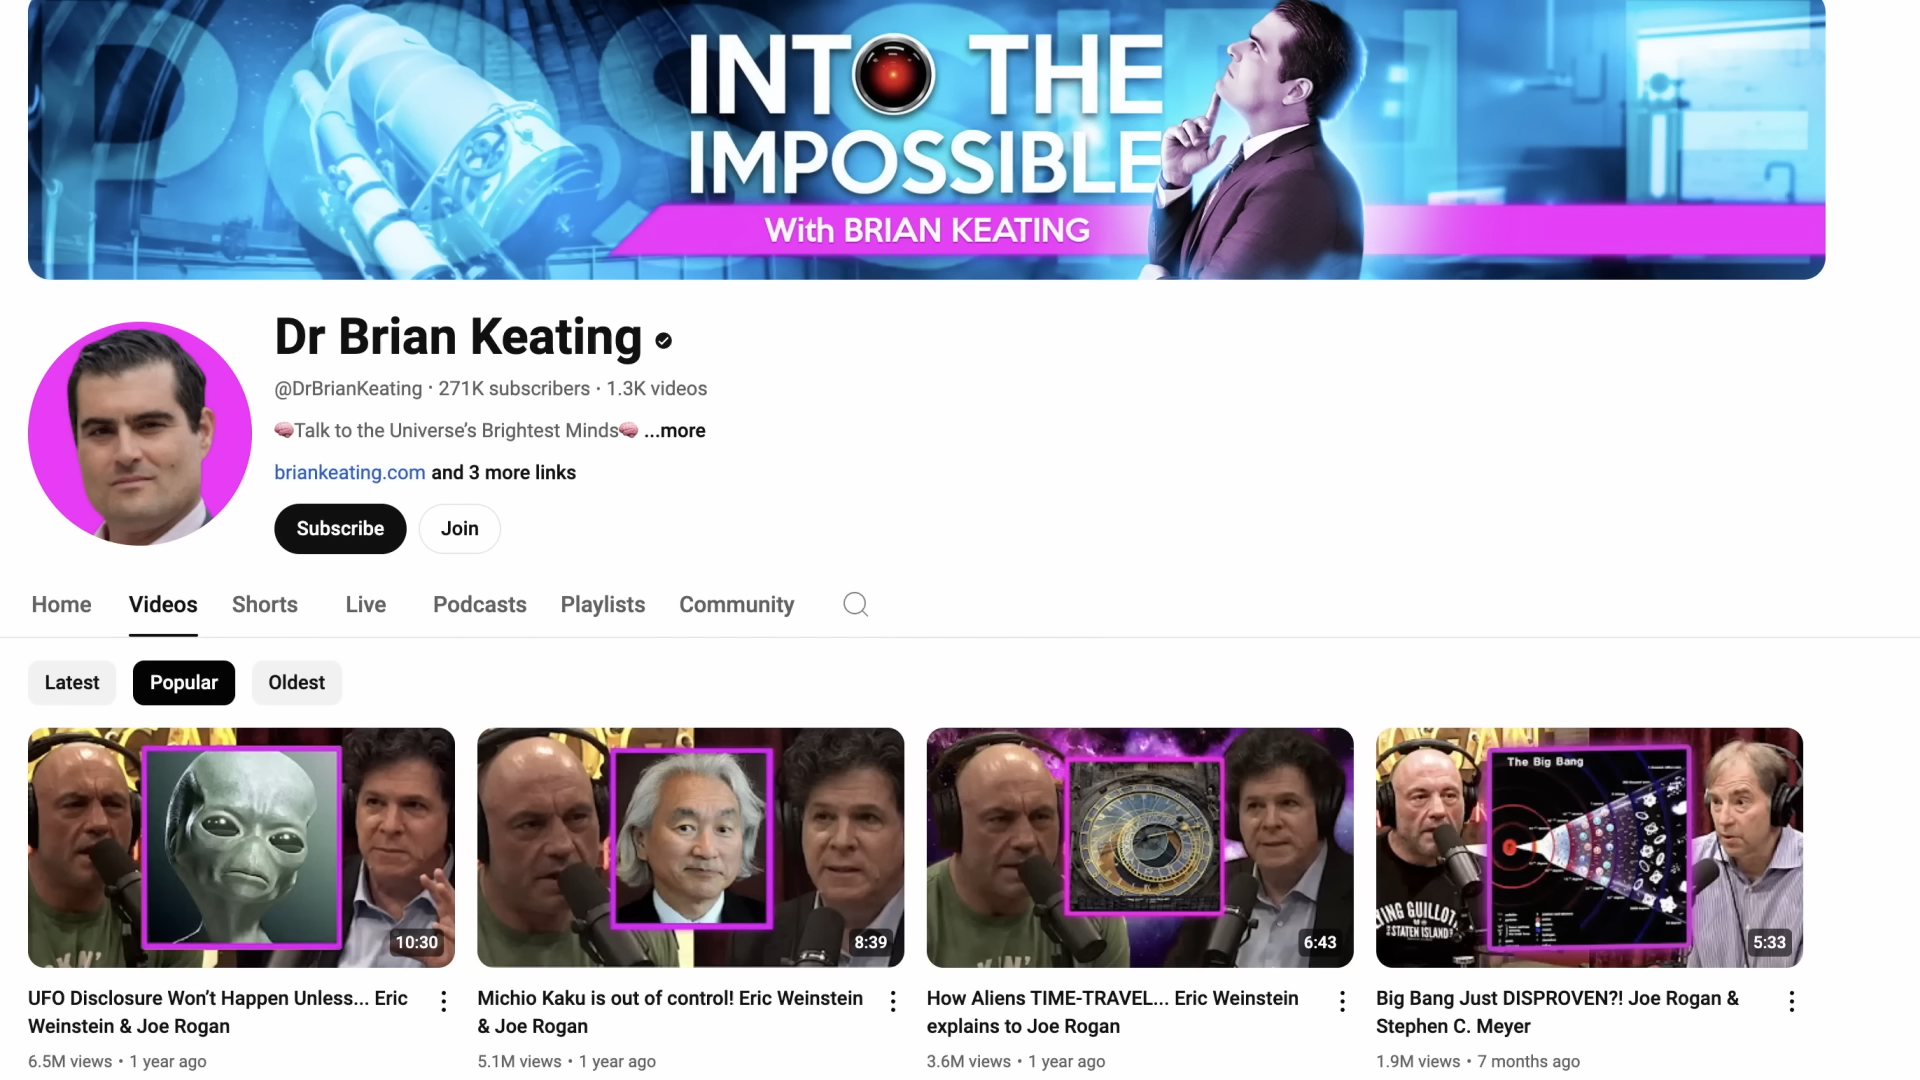 INTO THE
IMPOSSIBLE
With BRIAN KEATING
Dr Brian Keating
@DrBrianKeating · 271K subscribers · 1.3K videos
🧠Talk to the Universe's Brightest Minds🧠 ...more
briankeating.com and 3 more links
Subscribe Join
Home Videos Shorts Live Podcasts Playlists Community
Latest Popular Oldest
The Big Bang
10:30
8:39
6:43
5:33
UFO Disclosure Won't Happen Unless... Eric
Weinstein & Joe Rogan
6.5M views • 1 year ago
Michio Kaku is out of control! Eric Weinstein
& Joe Rogan
5.1M views • 1 year ago
How Aliens TIME-TRAVEL... Eric Weinstein
explains to Joe Rogan
3.6M views • 1 year ago
Big Bang Just DISPROVEN?! Joe Rogan &
Stephen C. Meyer
1.9M views • 7 months ago